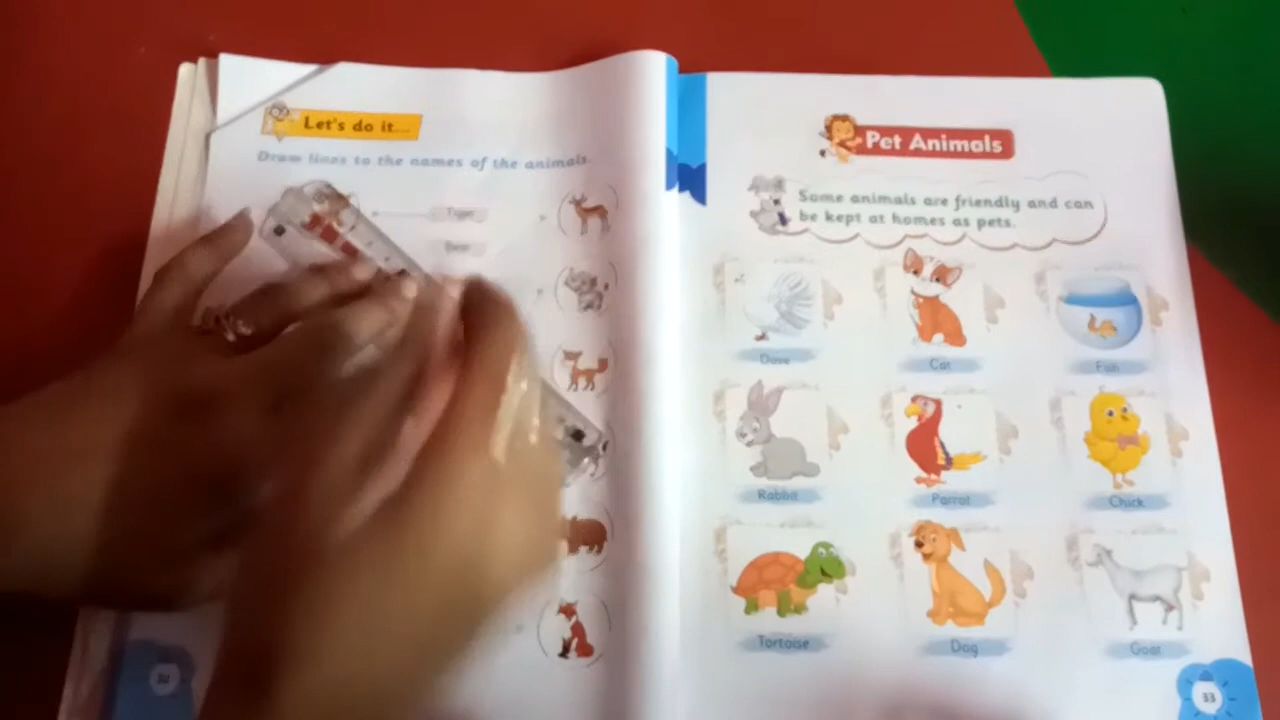 Let's do it...
Draw lines to the names of the animals.
Tiger
Bear
Pet Animals
Some animals are friendly and can
be kept at homes as pets.
Dove
Cat
Fish
Rabbit
Parrot
Chick
Tortoise
Dog
Goat
33